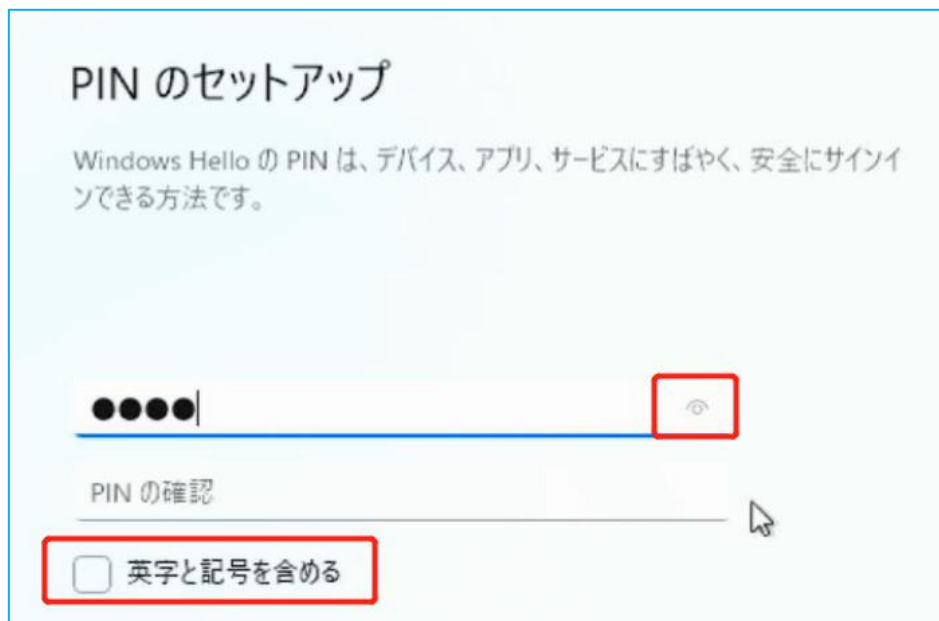 PIN のセットアップ
Windows Hello の PIN は、デバイス、アプリ、サービスにすばやく、安全にサインイ
ンできる方法です。
●●●●
PIN の確認
英字と記号を含める